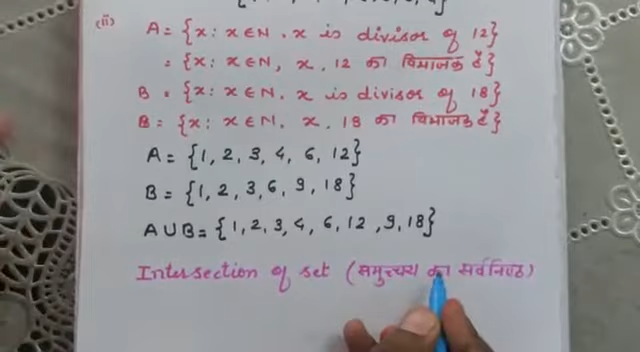 (ii) A = {x: x ∈ N, x is divisor of 12}
= {x: x ∈ N, x, 12 का विभाजक है}
B = {x: x ∈ N, x is divisor of 18}
B = {x: x ∈ N, x, 18 का विभाजक है}
A = {1, 2, 3, 4, 6, 12}
B = {1, 2, 3, 6, 9, 18}
A ∪ B = {1, 2, 3, 4, 6, 12, 9, 18}
Intersection of set (समुच्चय का सर्वनिष्ठ)